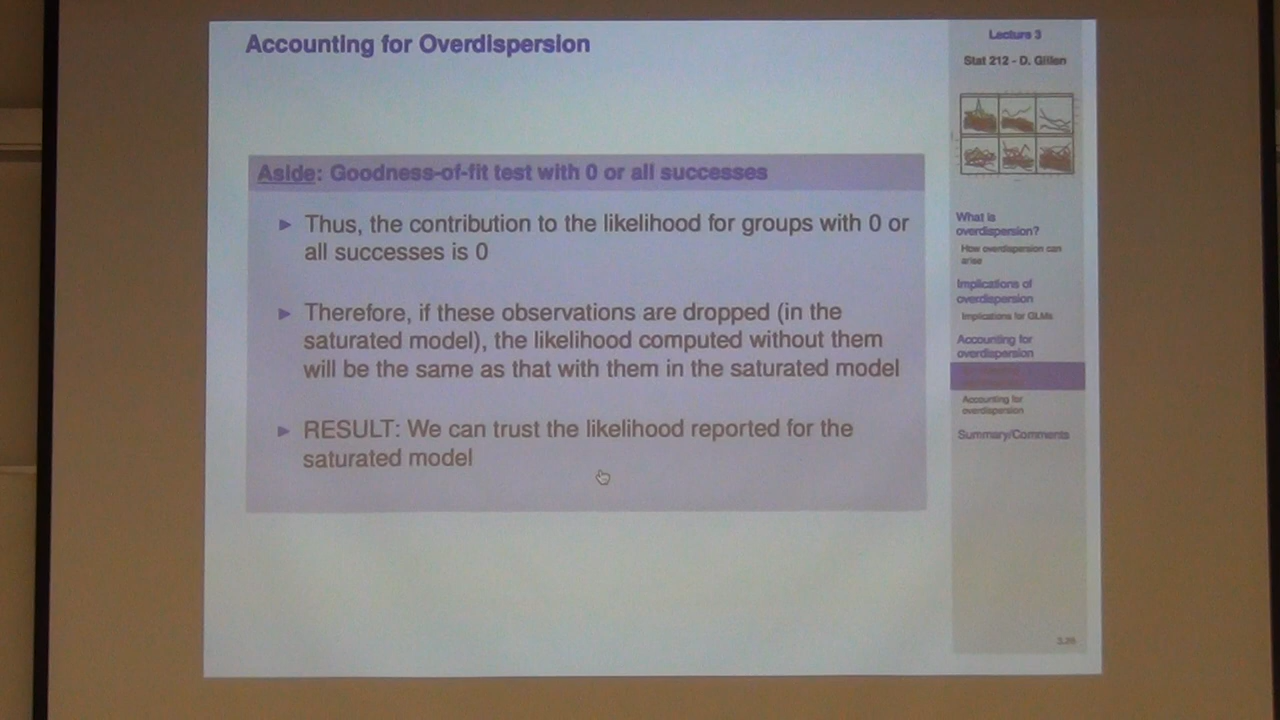 Accounting for Overdispersion
Aside: Goodness-of-fit test with 0 or all successes
Thus, the contribution to the likelihood for groups with 0 or
all successes is 0
Therefore, if these observations are dropped (in the
saturated model), the likelihood computed without them
will be the same as that with them in the saturated model
RESULT: We can trust the likelihood reported for the
saturated model
Lecture 3
Stat 212 - D. Gillen
What is
overdispersion?
How overdispersion can
arise
Implications of
overdispersion
Implications for GLMs
Accounting for
overdispersion
Accounting for
overdispersion
Summary/Comments